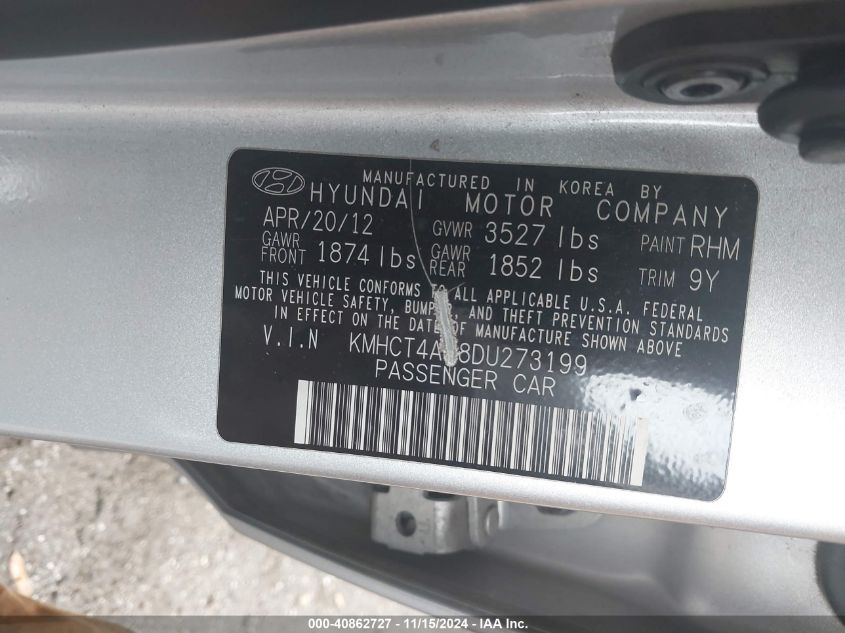 MANUFACTURED IN KOREA BY
HYUNDAI MOTOR COMPANY
APR/20/12 GVWR 3527 lbs PAINT RHM
GAWR FRONT 1874 lbs GAWR REAR 1852 lbs TRIM 9Y
THIS VEHICLE CONFORMS TO ALL APPLICABLE U.S.A. FEDERAL
MOTOR VEHICLE SAFETY, AND THEFT PREVENTION STANDARDS
IN EFFECT ON THE DATE OF MANUFACTURE SHOWN ABOVE
V.I.N
PASSENGER CAR
000-40862727 - 11/15/2024 - IAA Inc.